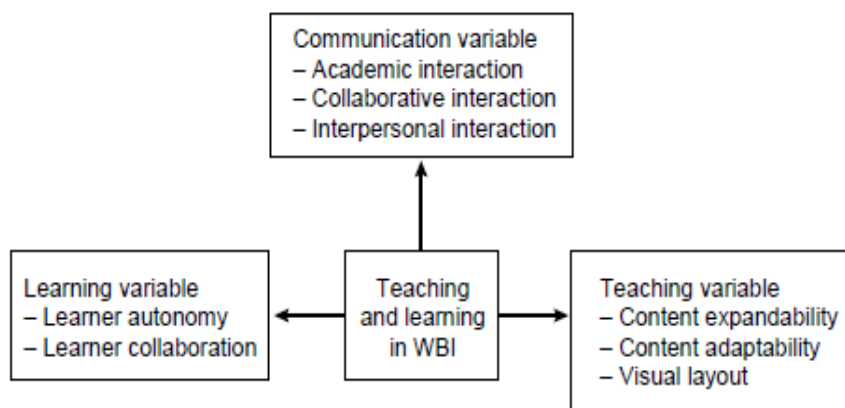 Communication variable
– Academic interaction
– Collaborative interaction
– Interpersonal interaction
Learning variable
– Learner autonomy
– Learner collaboration
Teaching
and learning
in WBI
Teaching variable
– Content expandability
– Content adaptability
– Visual layout